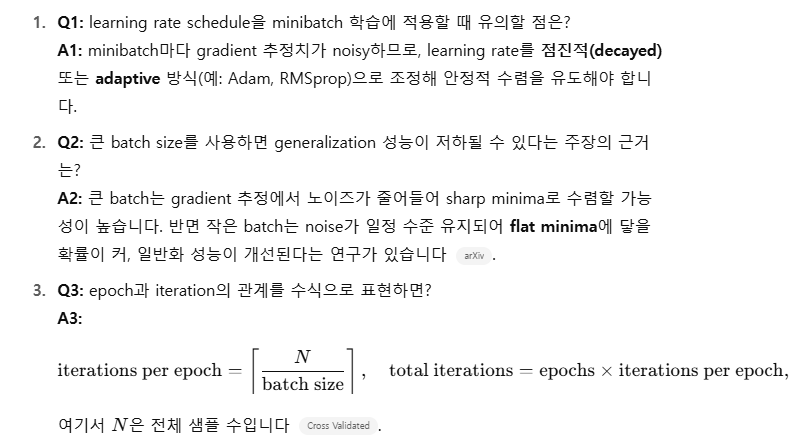 1. Q1: learning rate schedule을 minibatch 학습에 적용할 때 유의할 점은?
A1: minibatch마다 gradient 추정치가 noisy하므로, learning rate를 점진적(decayed)
또는 adaptive 방식(예: Adam, RMSprop)으로 조정해 안정적 수렴을 유도해야 합니
다.
2. Q2: 큰 batch size를 사용하면 generalization 성능이 저하될 수 있다는 주장의 근거
는?
A2: 큰 batch는 gradient 추정에서 노이즈가 줄어들어 sharp minima로 수렴할 가능
성이 높습니다. 반면 작은 batch는 noise가 일정 수준 유지되어 flat minima에 닿을
확률이 커, 일반화 성능이 개선된다는 연구가 있습니다 arXiv .
3. Q3: epoch과 iteration의 관계를 수식으로 표현하면?
A3:
iterations per epoch = ⌈N / batch size⌉, total iterations = epochs × iterations per epoch,
여기서 N은 전체 샘플 수입니다 Cross Validated .